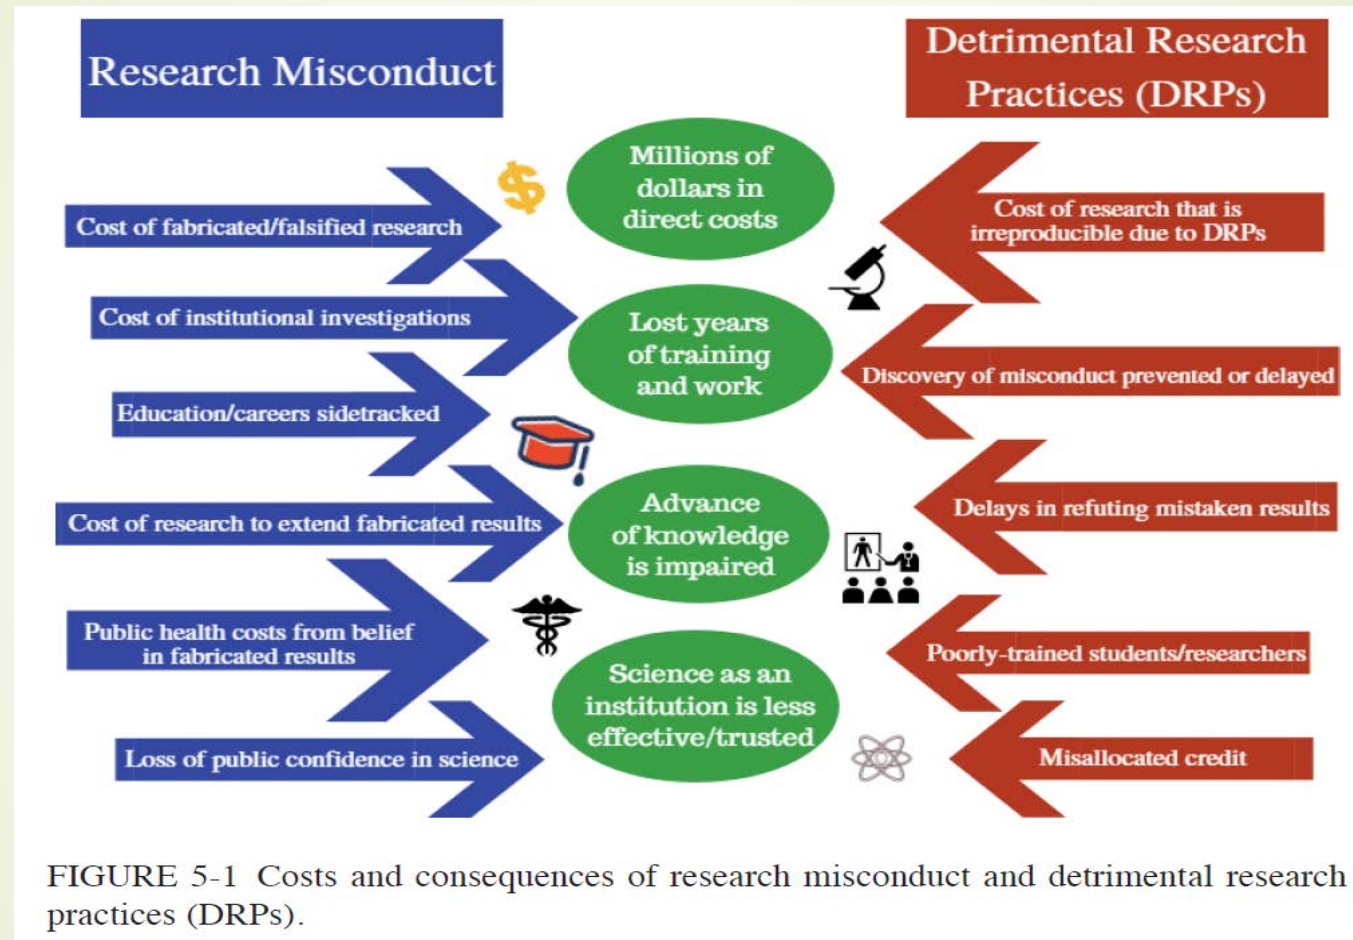 Research Misconduct
Detrimental Research
Practices (DRPs)
Millions of
dollars in
direct costs
Cost of fabricated/falsified research
Cost of research that is
irreproducible due to DRPs
Cost of institutional investigations
Lost years
of training
and work
Discovery of misconduct prevented or delayed
Education/careers sidetracked
Cost of research to extend fabricated results
Advance
of knowledge
is impaired
Delays in refuting mistaken results
Public health costs from belief
in fabricated results
Poorly-trained students/researchers
Science as an
institution is less
effective/trusted
Loss of public confidence in science
Misallocated credit
FIGURE 5-1 Costs and consequences of research misconduct and detrimental research
practices (DRPs).